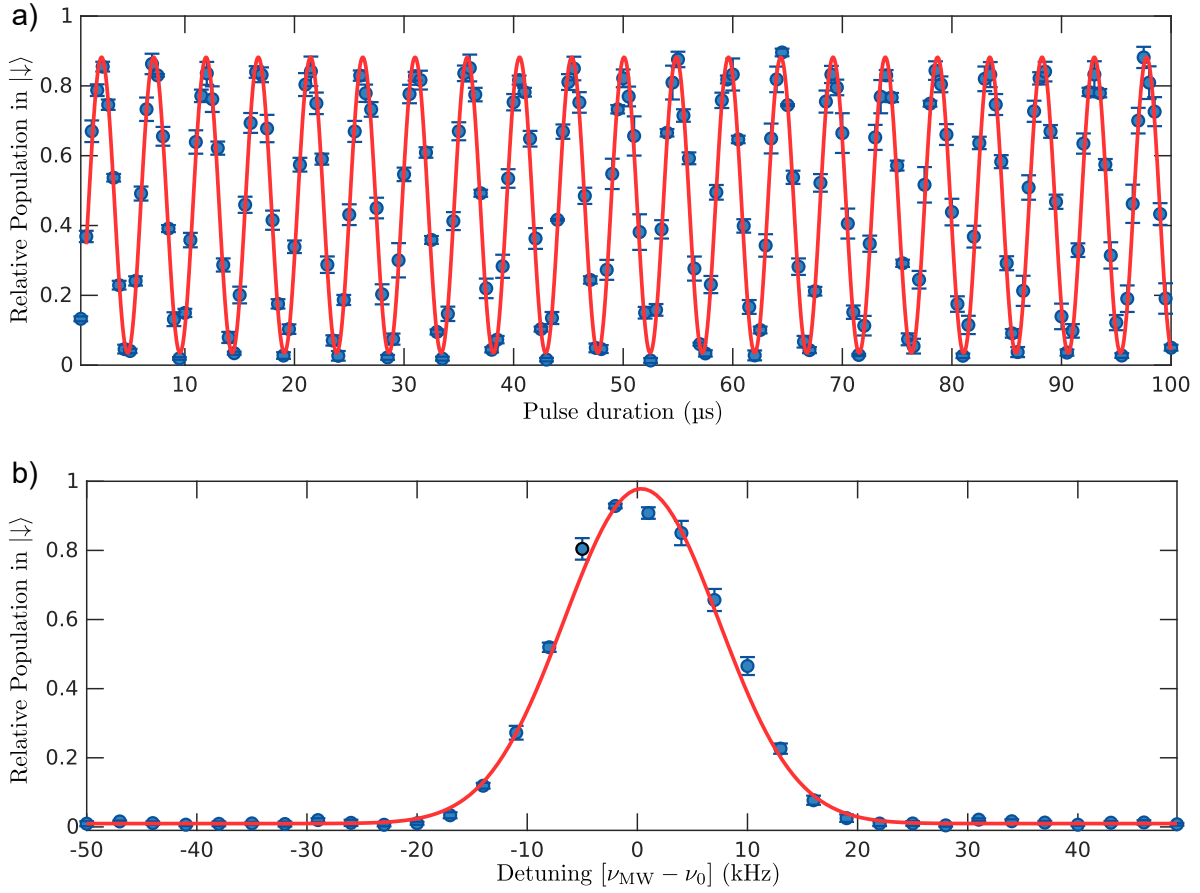 a)
1
0.8
0.6
0.4
0.2
0
Relative Population in |↓⟩
10 20 30 40 50 60 70 80 90 100
Pulse duration (µs)
b)
1
0.8
0.6
0.4
0.2
0
Relative Population in |↓⟩
-50 -40 -30 -20 -10 0 10 20 30 40
Detuning [ν_MW − ν_0] (kHz)